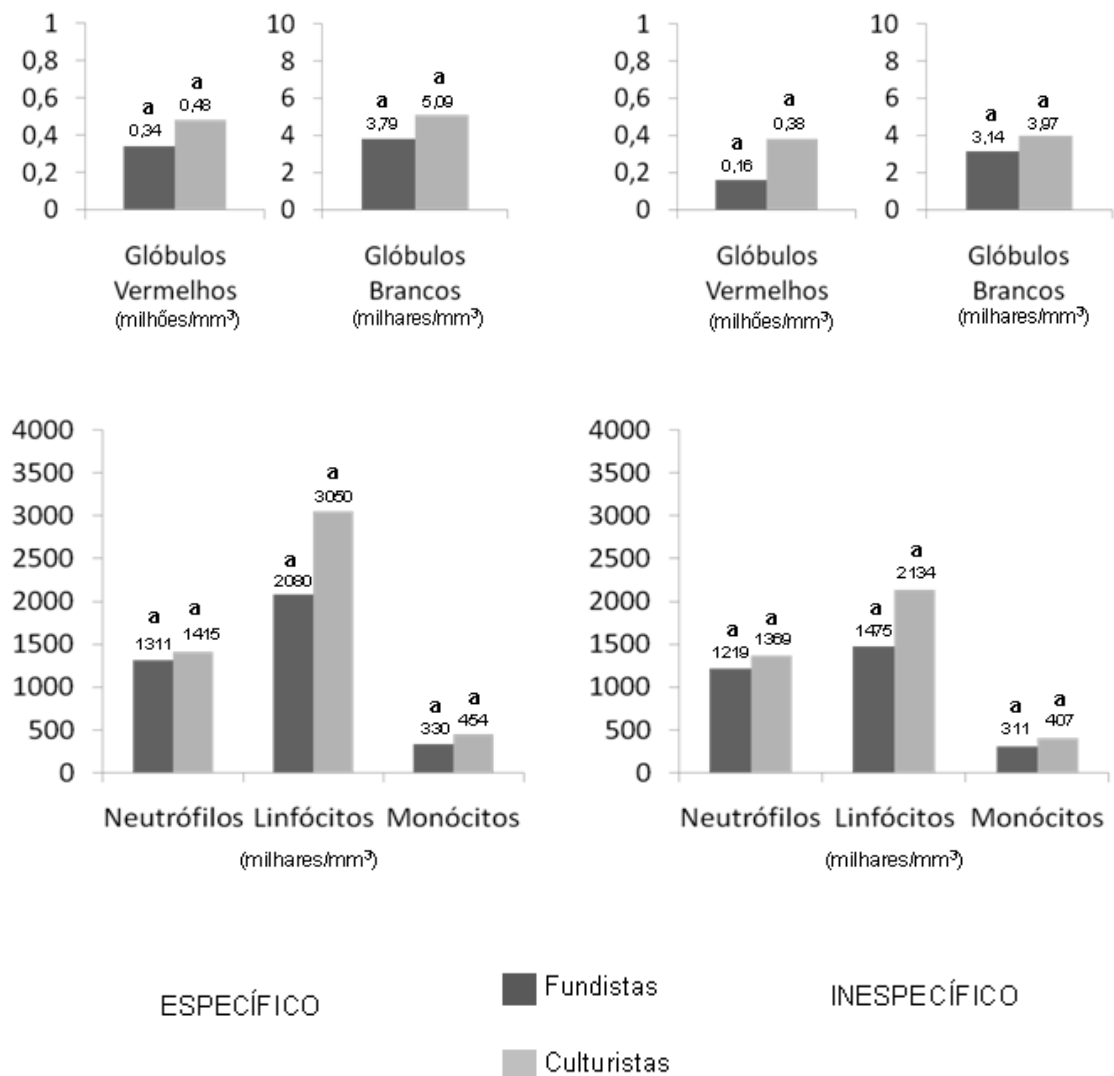 1
0,8
0,6
0,4
0,2
0
a
0,34
a
0,48
Glóbulos
Vermelhos
(milhões/mm³)
10
8
6
4
2
0
a
3,79
a
5,09
Glóbulos
Brancos
(milhares/mm³)
1
0,8
0,6
0,4
0,2
0
a
0,16
a
0,38
Glóbulos
Vermelhos
(milhões/mm³)
10
8
6
4
2
0
a
3,14
a
3,97
Glóbulos
Brancos
(milhares/mm³)
4000
3500
3000
2500
2000
1500
1000
500
0
a
1311
a
1415
a
2080
a
3050
a
330
a
454
Neutrófilos Linfócitos Monócitos
(milhares/mm³)
4000
3500
3000
2500
2000
1500
1000
500
0
a
1219
a
1369
a
1475
a
2134
a
311
a
407
Neutrófilos Linfócitos Monócitos
(milhares/mm³)
ESPECÍFICO
Fundistas
Culturistas
INESPECÍFICO